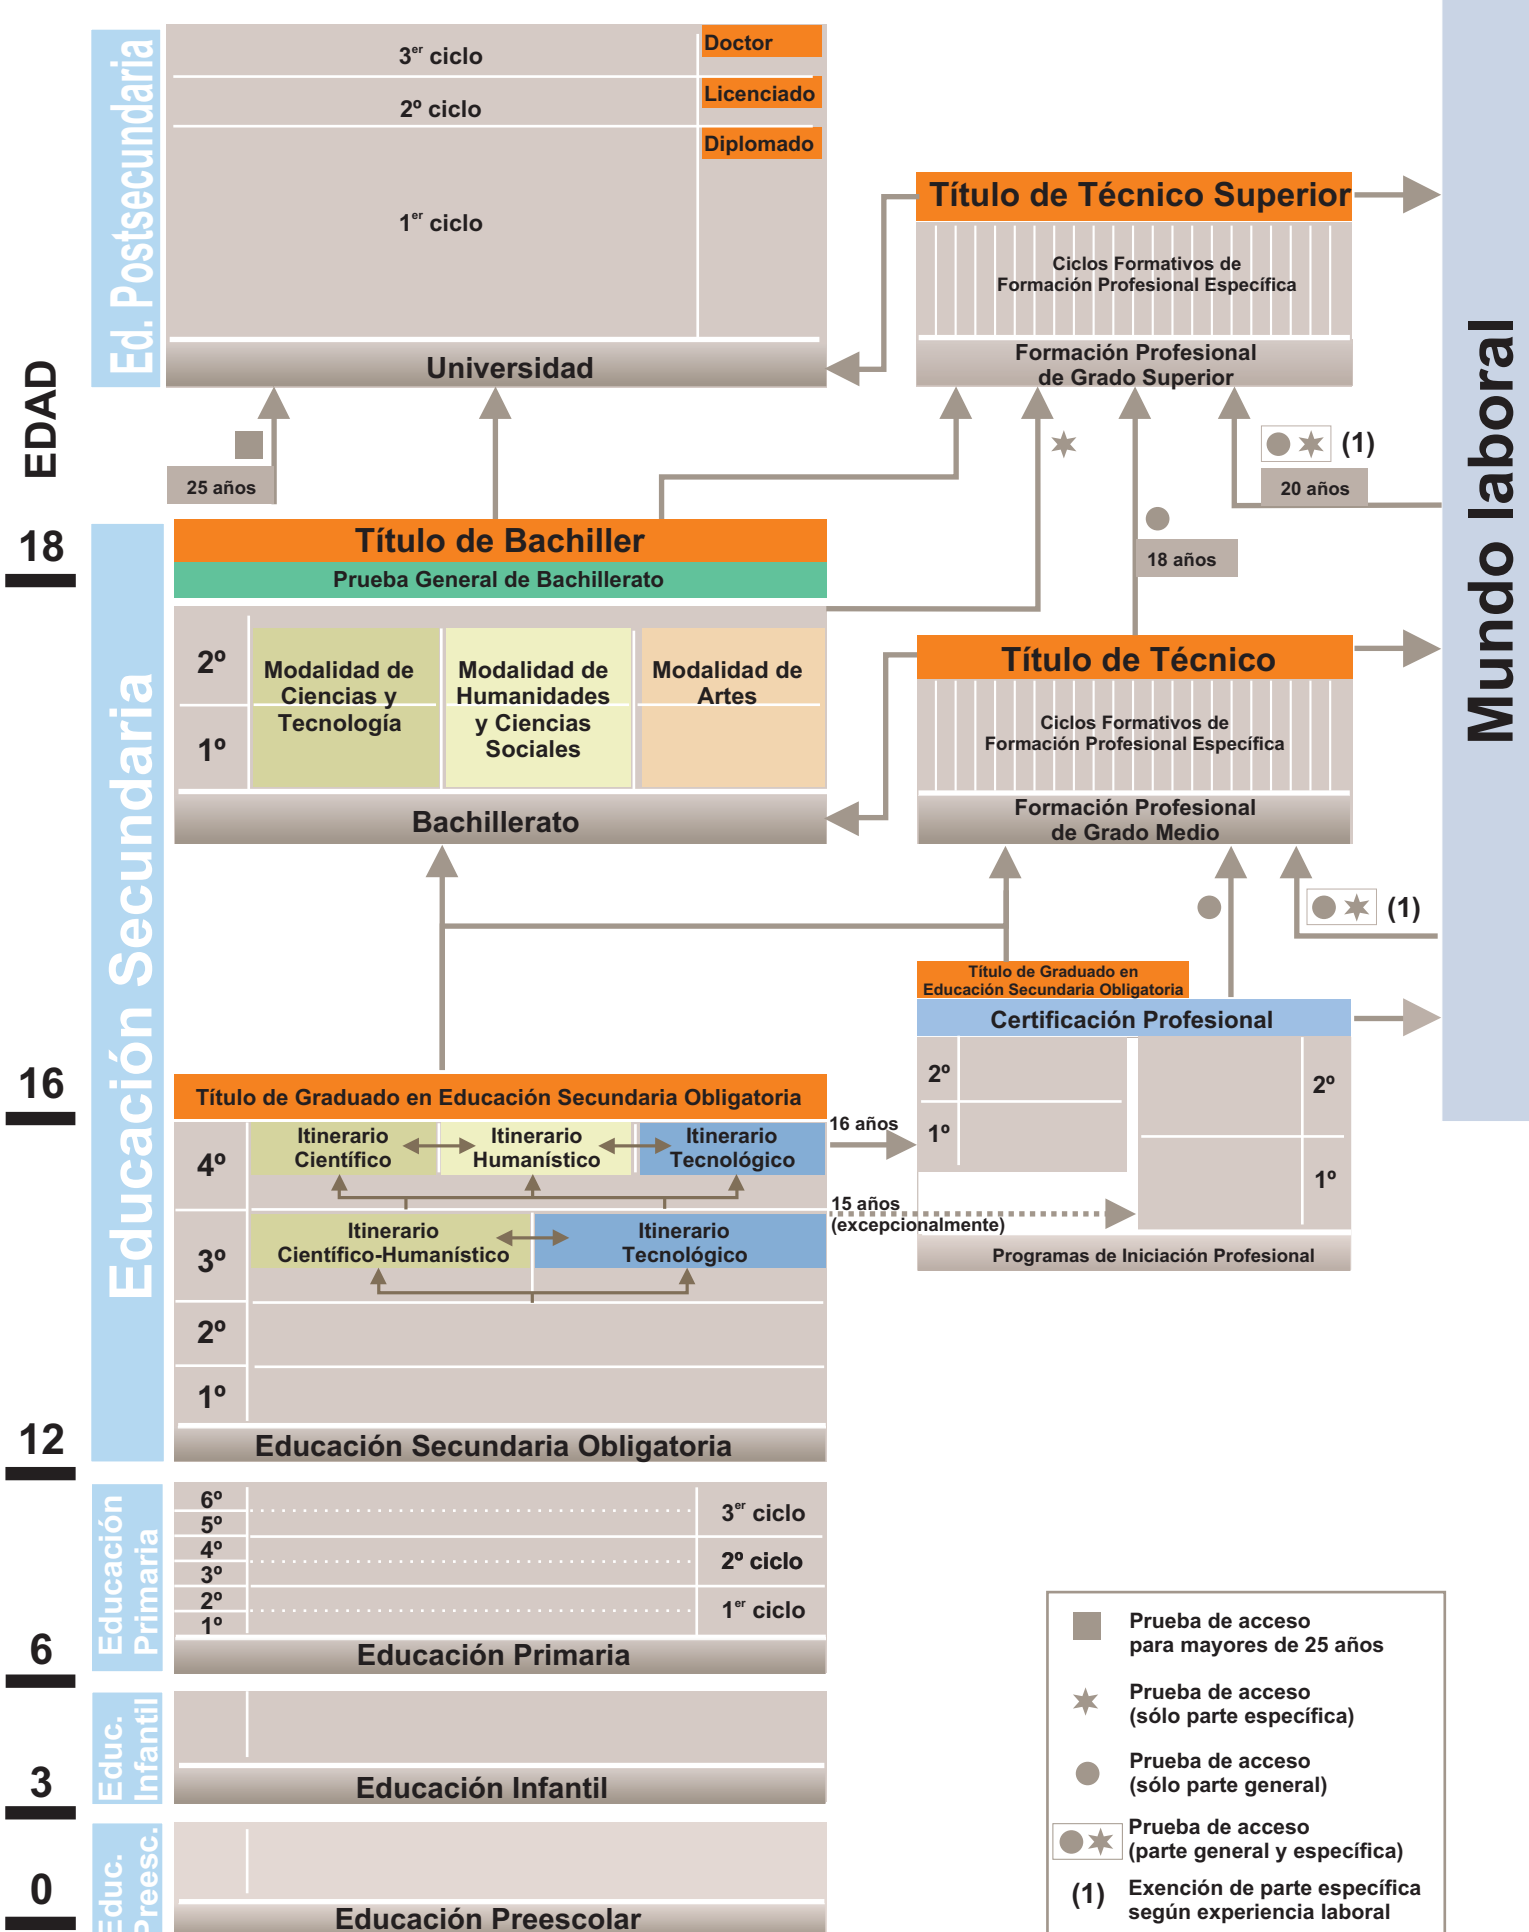 Ed. Postsecundaria
3er ciclo
Doctor
2º ciclo
Licenciado
Diplomado
1er ciclo
Universidad
Título de Técnico Superior
Ciclos Formativos de
Formación Profesional Específica
Formación Profesional
de Grado Superior
Mundo laboral
EDAD
25 años
(1)
20 años
18 años
18
Educación Secundaria
Título de Bachiller
Prueba General de Bachillerato
2º
1º
Modalidad de
Ciencias y
Tecnología
Modalidad de
Humanidades
y Ciencias
Sociales
Modalidad de
Artes
Bachillerato
Título de Técnico
Ciclos Formativos de
Formación Profesional Específica
Formación Profesional
de Grado Medio
(1)
Título de Graduado en
Educación Secundaria Obligatoria
Certificación Profesional
2º
1º
2º
1º
Programas de Iniciación Profesional
16
Título de Graduado en Educación Secundaria Obligatoria
16 años
15 años
(excepcionalmente)
4º
Itinerario
Científico
Itinerario
Humanístico
Itinerario
Tecnológico
3º
Itinerario
Científico-Humanístico
Itinerario
Tecnológico
2º
1º
Educación Secundaria Obligatoria
12
Educación
Primaria
6º
5º
4º
3º
2º
1º
3er ciclo
2º ciclo
1er ciclo
Educación Primaria
6
Educ.
Infantil
Educación Infantil
3
Educ.
Preesc.
Educación Preescolar
0
Prueba de acceso
para mayores de 25 años
Prueba de acceso
(sólo parte específica)
Prueba de acceso
(sólo parte general)
Prueba de acceso
(parte general y específica)
(1) Exención de parte específica
según experiencia laboral